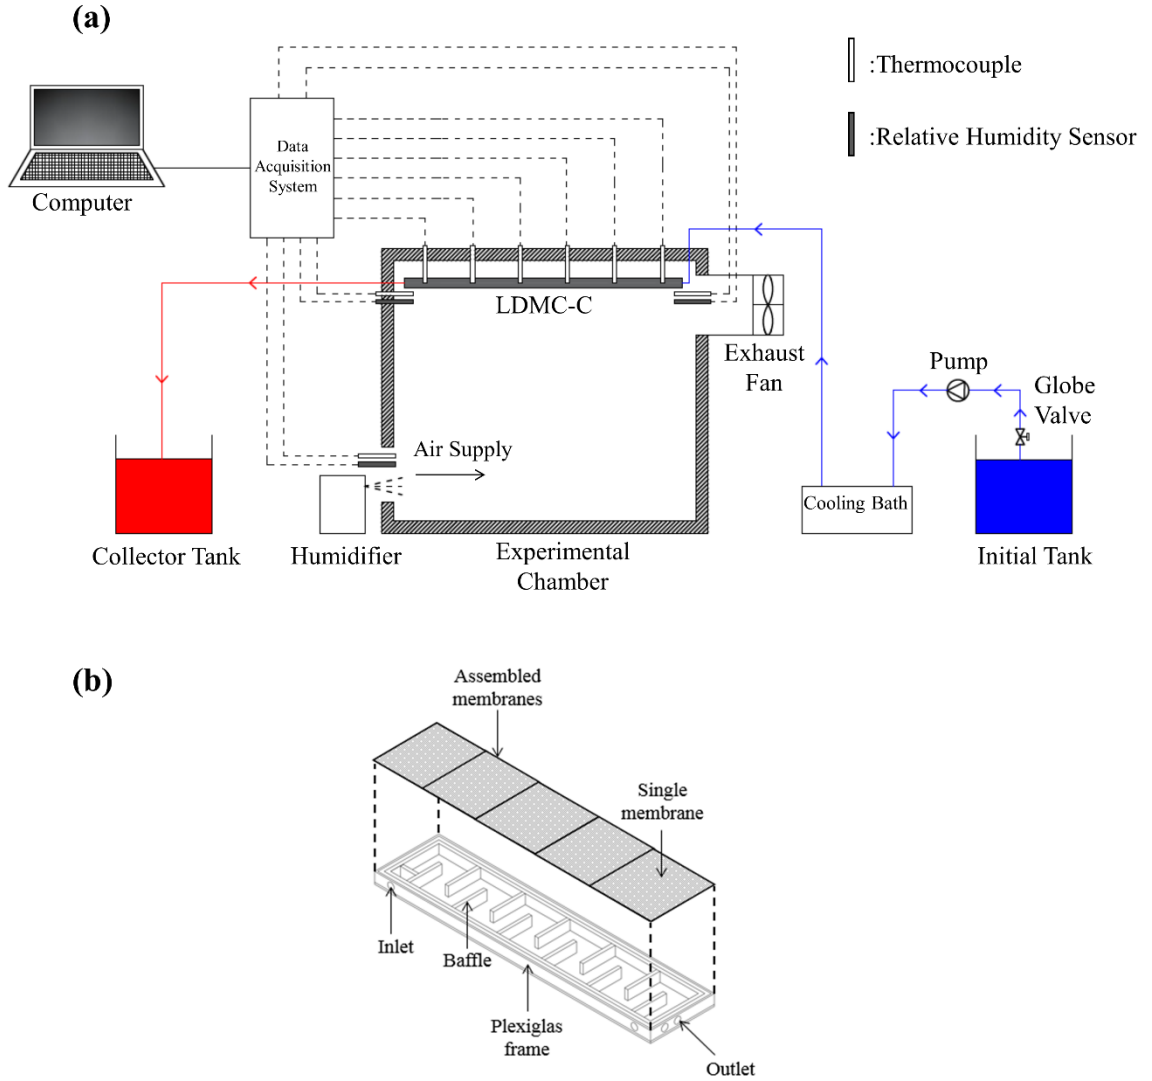 (a)
:Thermocouple
:Relative Humidity Sensor
Data
Acquisition
System
Computer
LDMC-C
Exhaust
Fan
Pump
Globe
Valve
Air Supply
Cooling Bath
Collector Tank
Humidifier
Experimental
Chamber
Initial Tank
(b)
Assembled
membranes
Single
membrane
Inlet
Baffle
Plexiglas
frame
Outlet